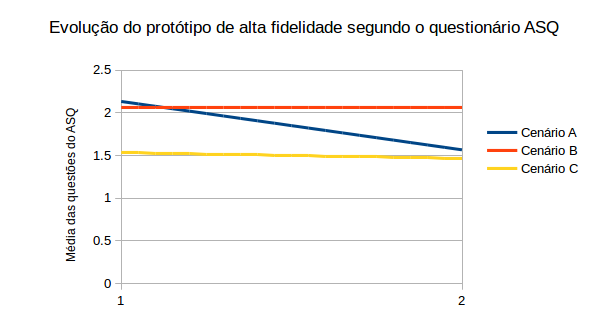 Evolução do protótipo de alta fidelidade segundo o questionário ASQ
Média das questões do ASQ
2.5
2
1.5
1
0.5
0
1
2
Cenário A
Cenário B
Cenário C